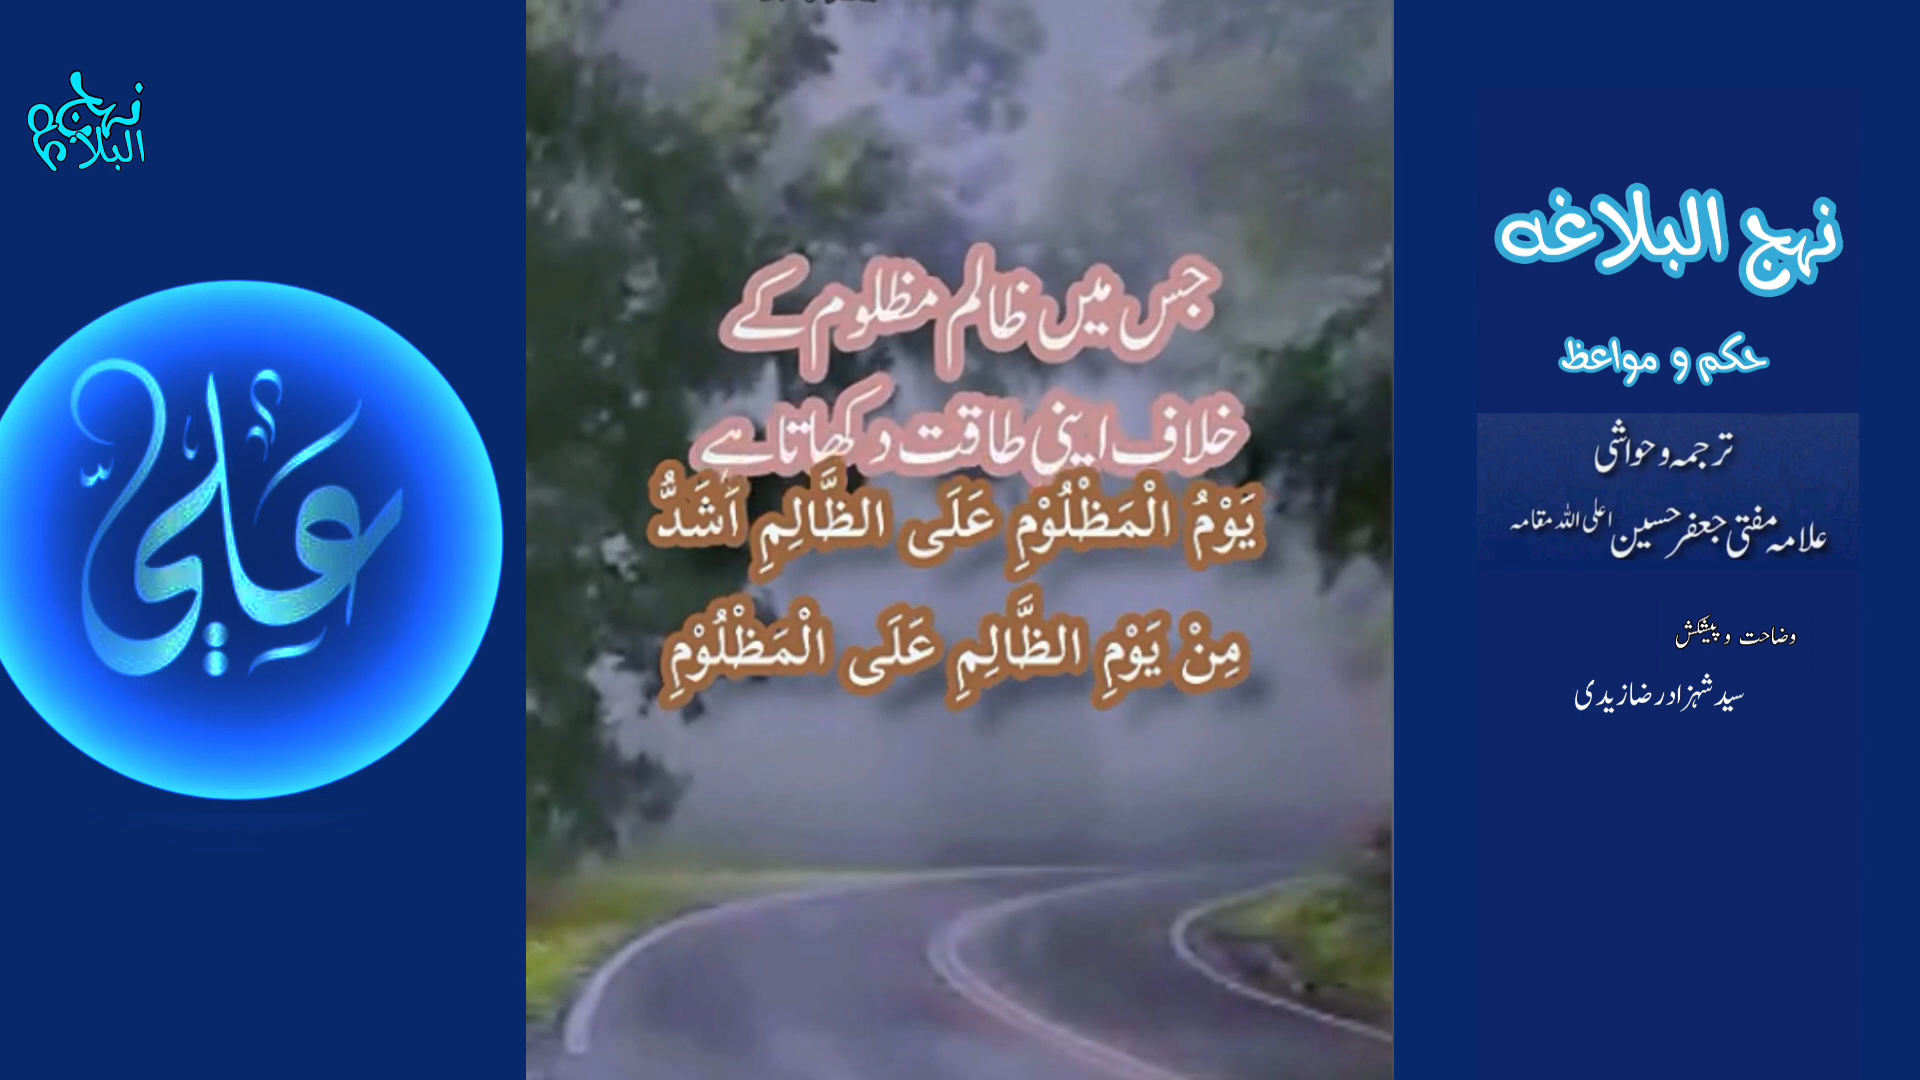 نہج
البلاغہ
علي
جس میں ظالم مظلوم کے
خلاف اپنی طاقت دکھاتا ہے
يَوْمُ الْمَظْلُوْمِ عَلَى الظَّالِمِ اَشَدُّ
مِنْ يَوْمِ الظَّالِمِ عَلَى الْمَظْلُوْمِ
نہج البلاغہ
حکم و مواعظ
ترجمہ و حواشی
علامہ مفتی جعفر حسین اعلی اللہ مقامہ
وضاحت و پیشکش
سید شہزاد رضا زیدی